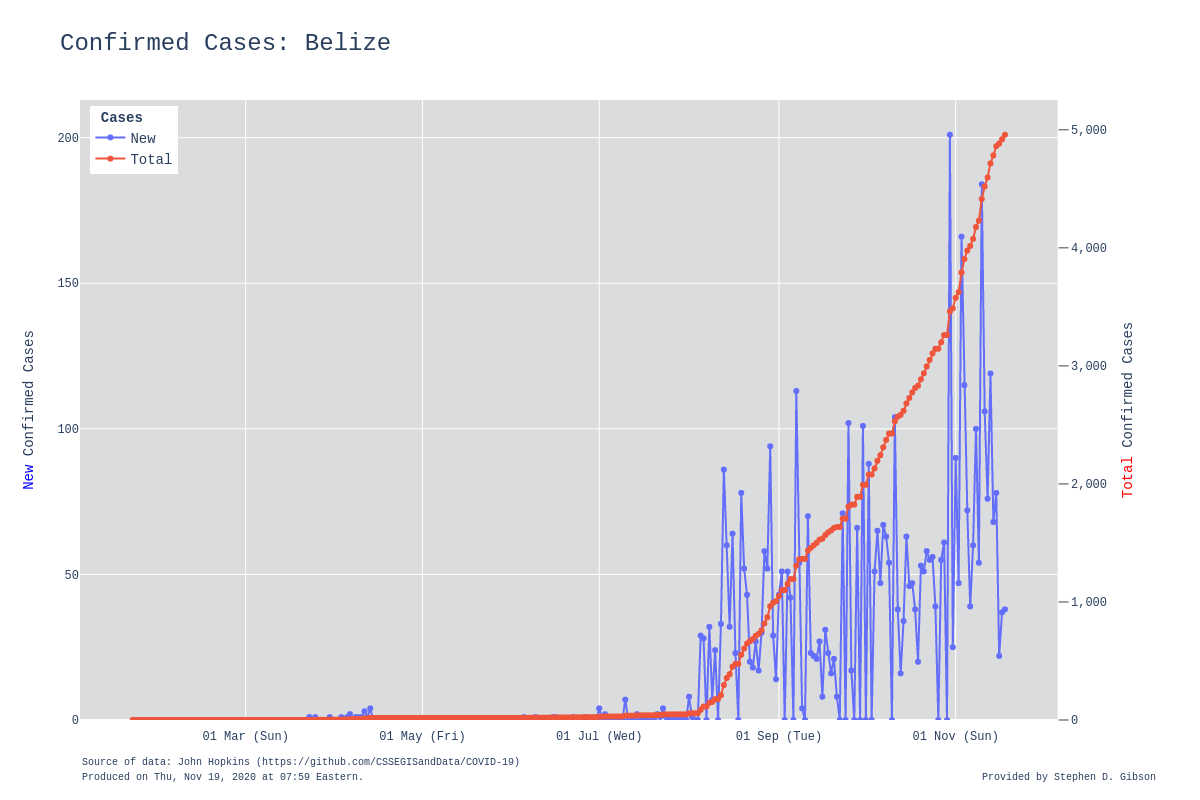 Confirmed Cases: Belize
Cases
New
Total
200
150
100
50
0
5,000
4,000
3,000
2,000
1,000
0
New Confirmed Cases
Total Confirmed Cases
01 Mar (Sun) 01 May (Fri) 01 Jul (Wed) 01 Sep (Tue) 01 Nov (Sun)
Source of data: John Hopkins (https://github.com/CSSEGISandData/COVID-19)
Produced on Thu, Nov 19, 2020 at 07:59 Eastern.
Provided by Stephen D. Gibson